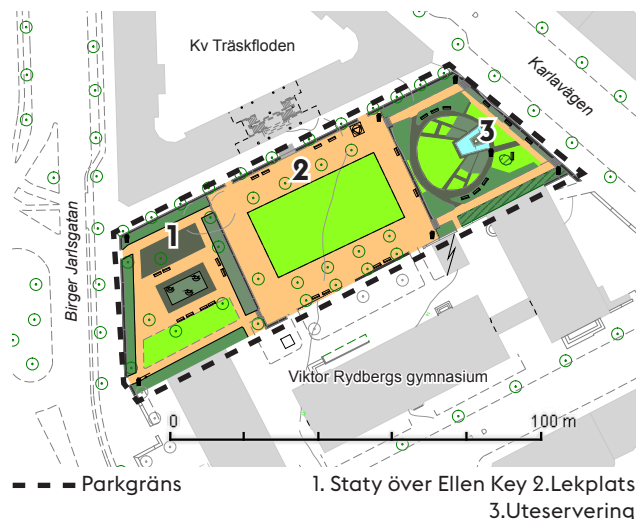 Kv Träskfloden
Karlavägen
3
2
1
Birger Jarlsgatan
Viktor Rydbergs gymnasium
0 100 m
Parkgräns 1. Staty över Ellen Key 2.Lekplats
3.Uteservering